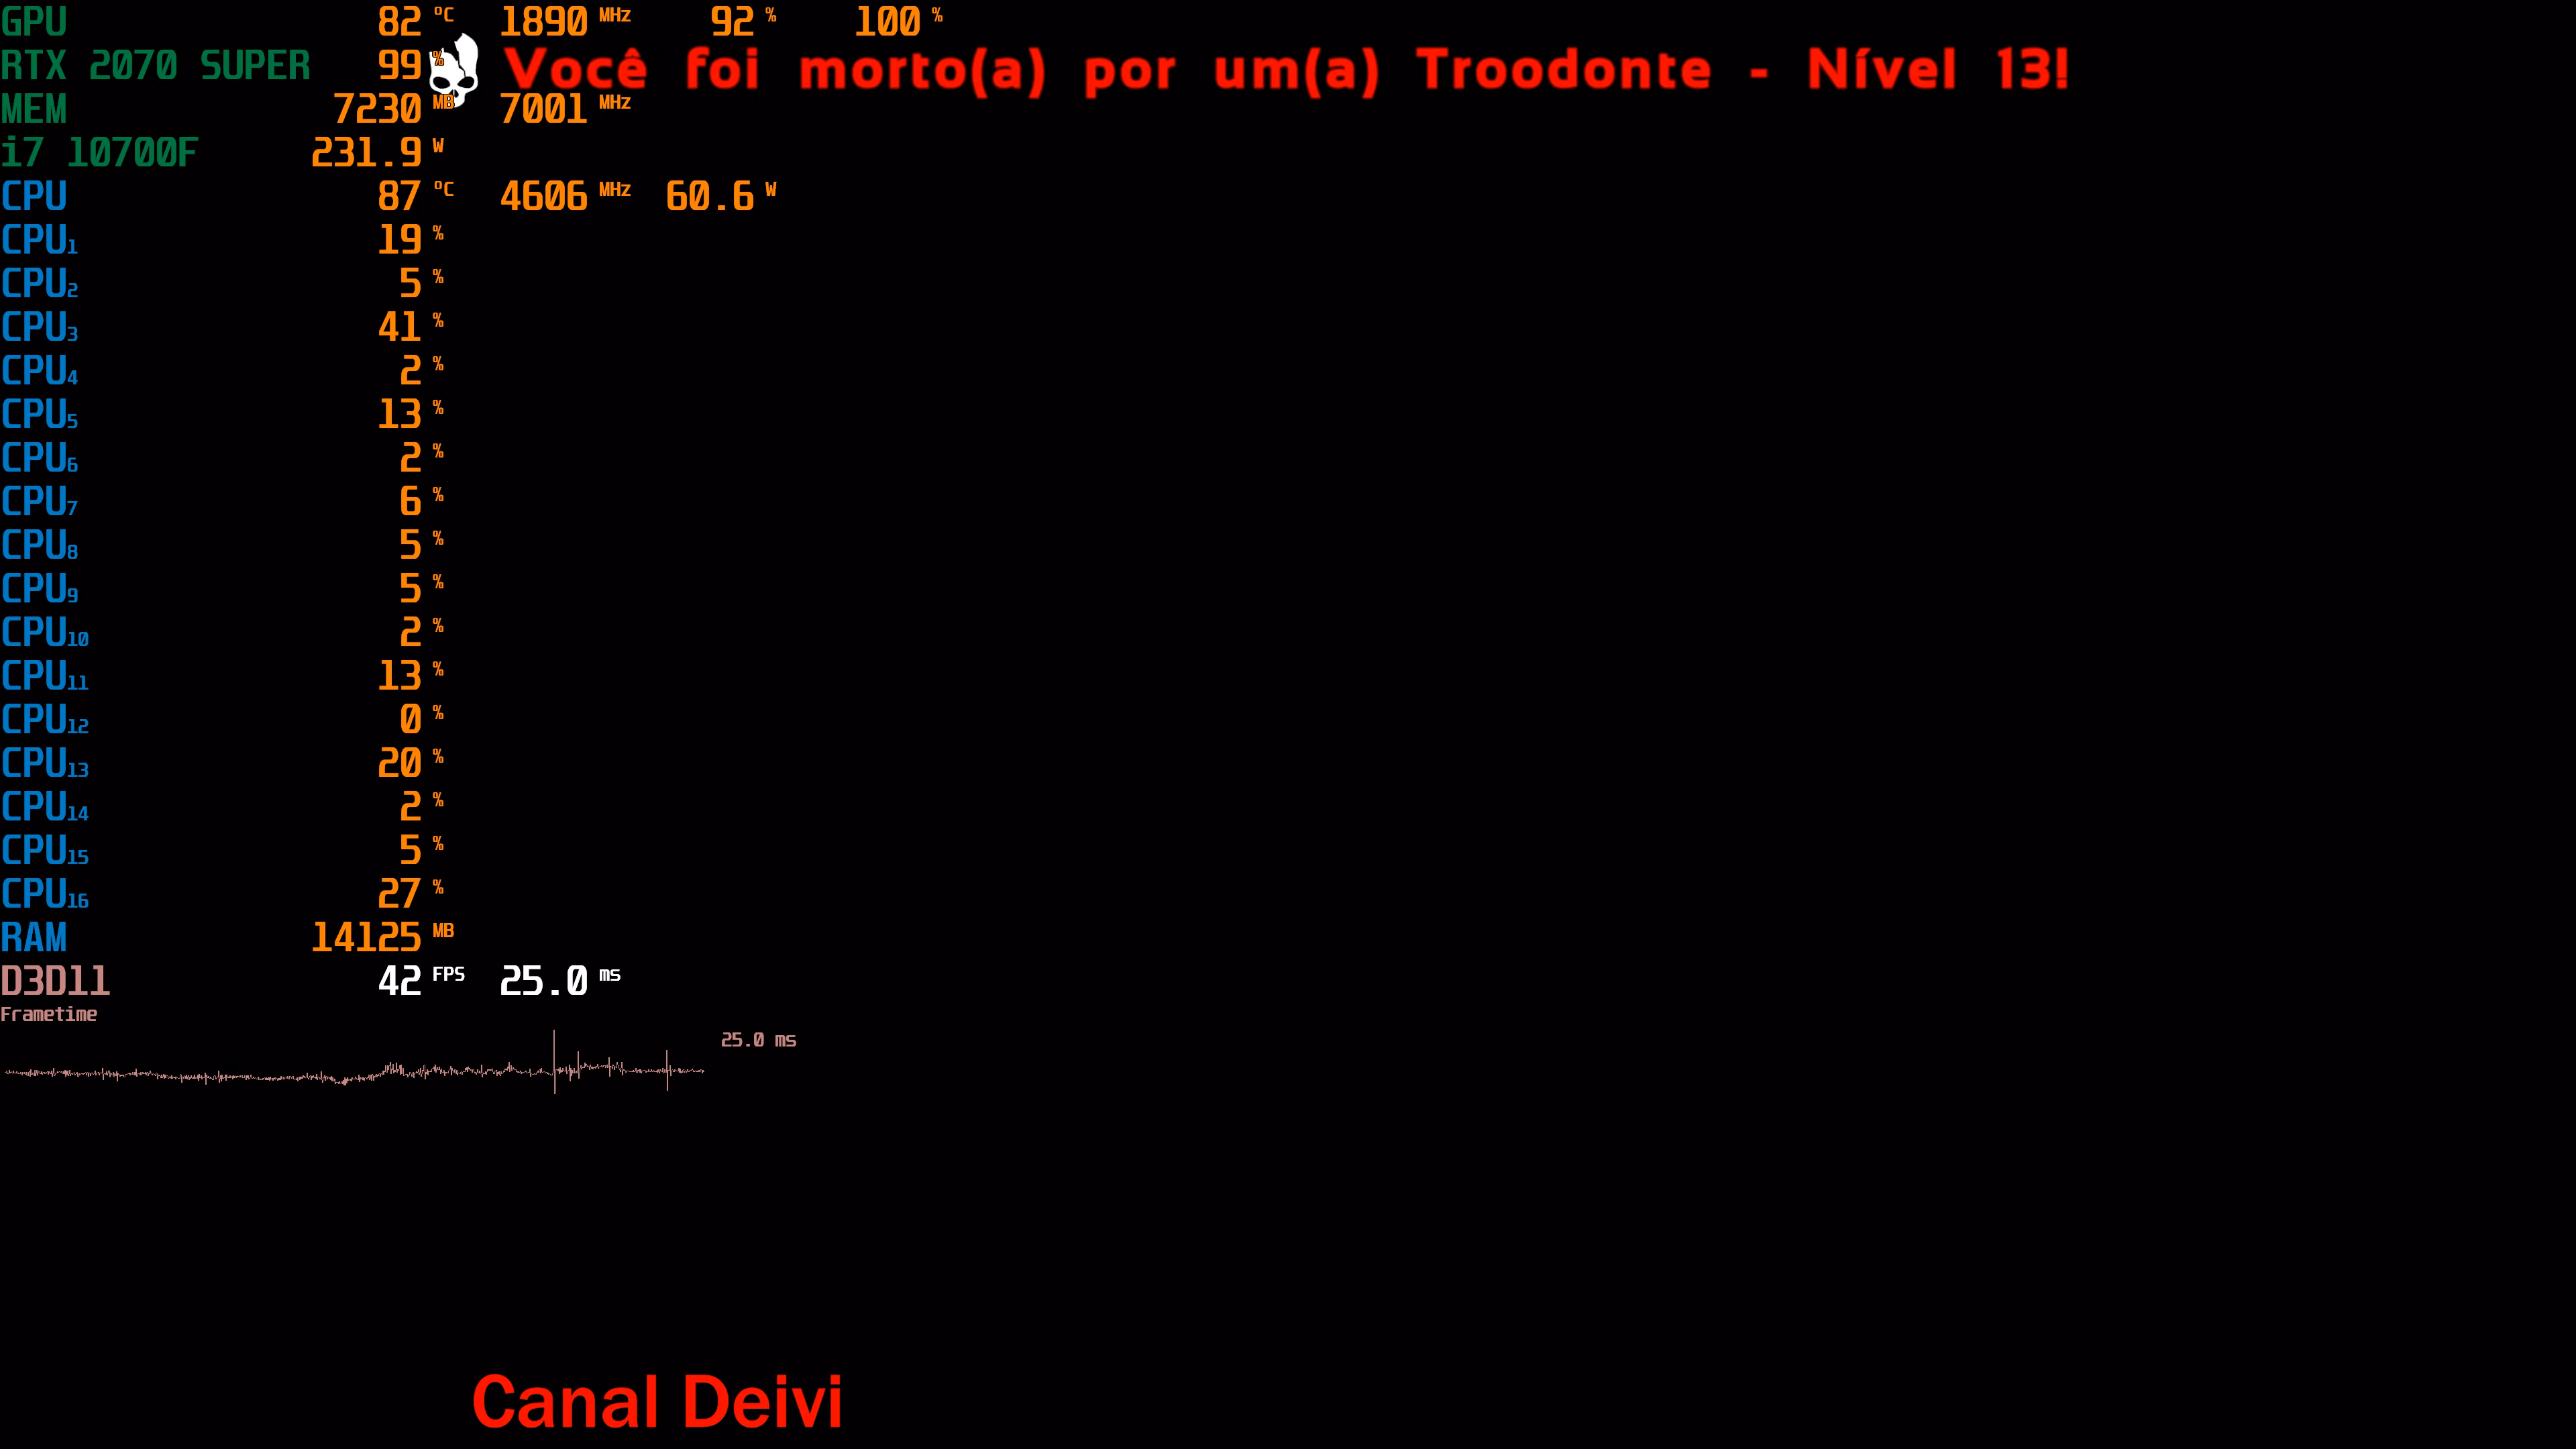 GPU 82 °C 1890 MHz 92 % 100 %
RTX 2070 SUPER 99 % Você foi morto(a) por um(a) Troodonte - Nível 13!
MEM 7230 MB 7001 MHz
i7 10700F 231.9 W
CPU 87 °C 4606 MHz 60.6 W
CPU1 19 %
CPU2 5 %
CPU3 41 %
CPU4 2 %
CPU5 13 %
CPU6 2 %
CPU7 6 %
CPU8 5 %
CPU9 5 %
CPU10 2 %
CPU11 13 %
CPU12 0 %
CPU13 20 %
CPU14 2 %
CPU15 5 %
CPU16 27 %
RAM 14125 MB
D3D11 42 FPS 25.0 ms
Frametime
25.0 ms
Canal Deivi